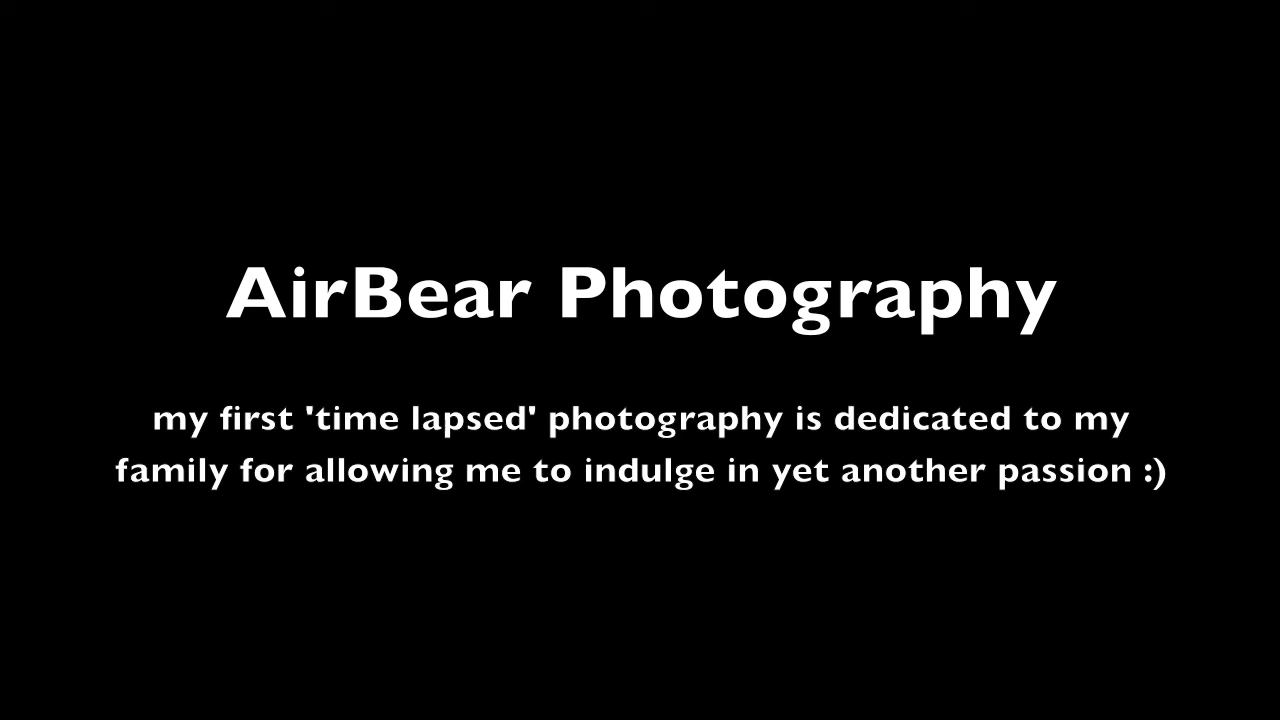 AirBear Photography
my first 'time lapsed' photography is dedicated to my
family for allowing me to indulge in yet another passion :)